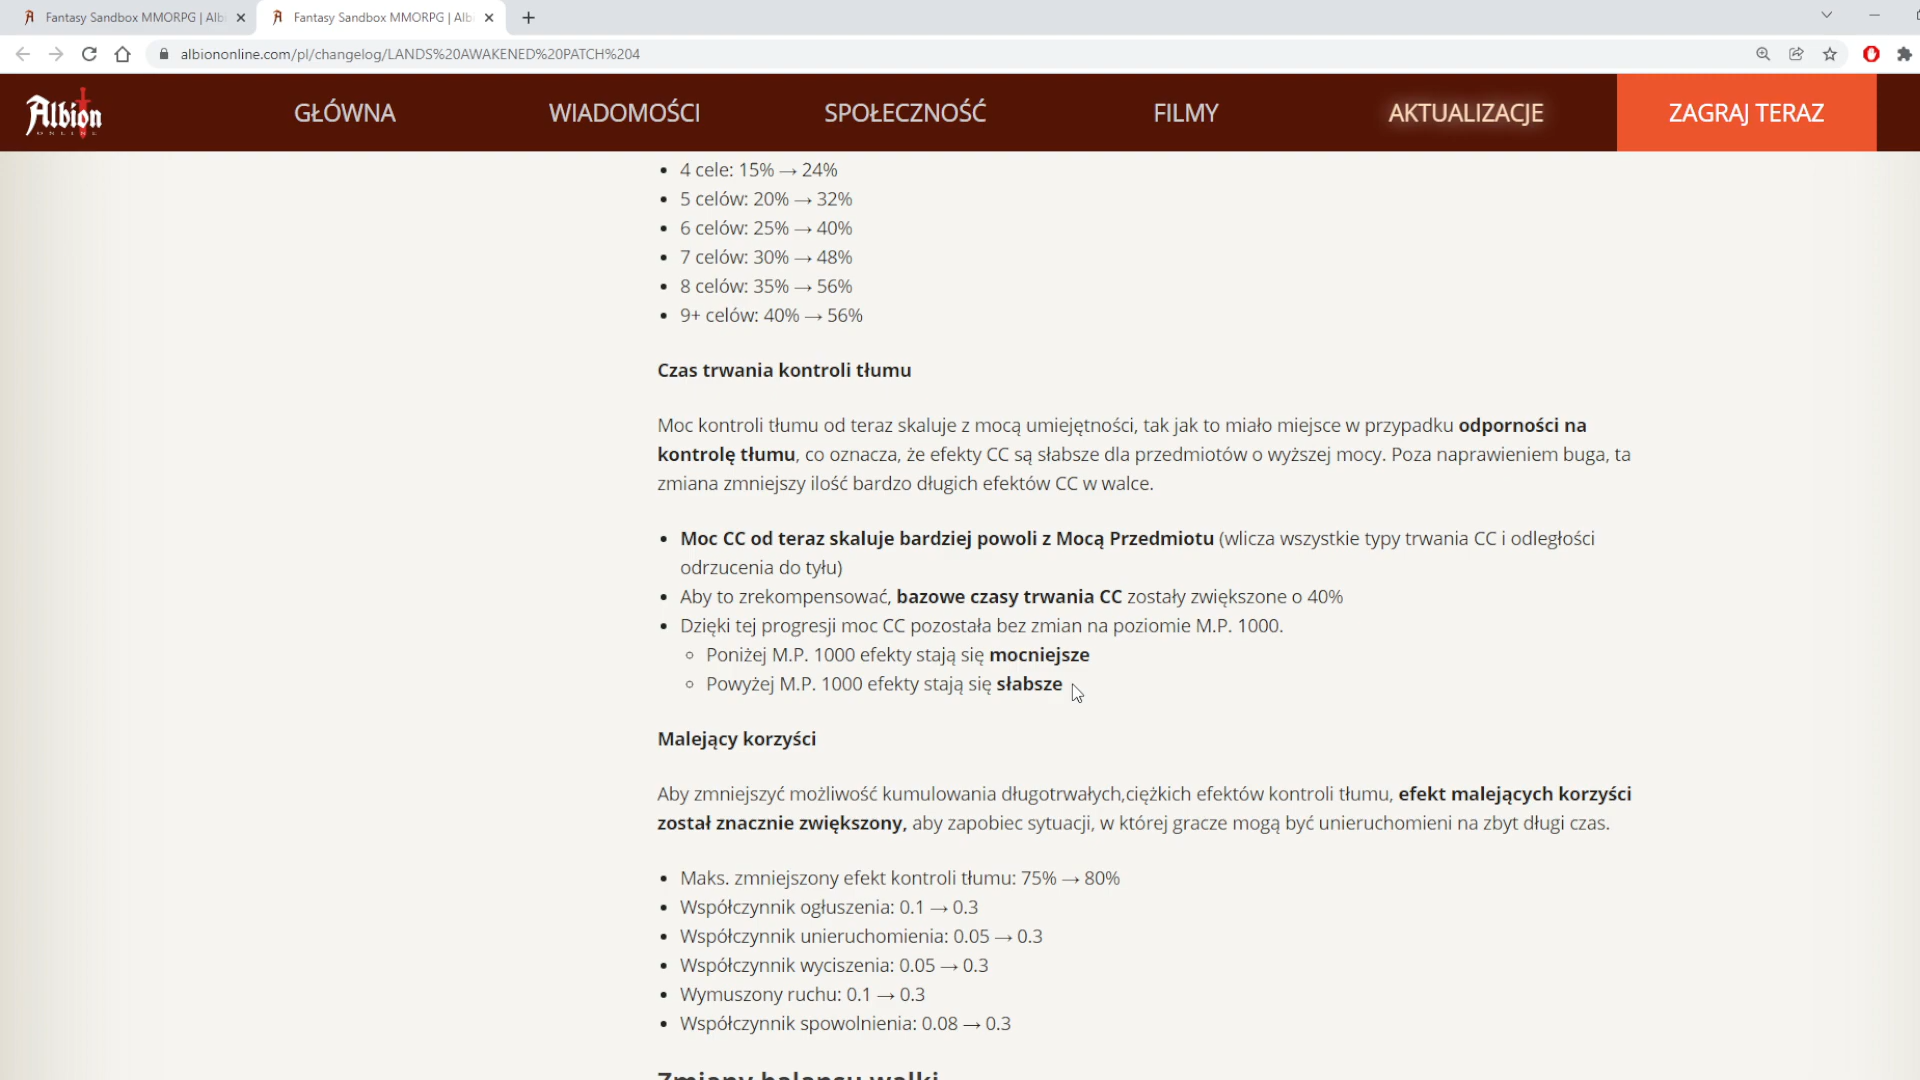 Fantasy Sandbox MMORPG | Alb
Fantasy Sandbox MMORPG | Alb
albiononline.com/pl/changelog/LANDS%20AWAKENED%20PATCH%204
Albion
ONLINE
GŁÓWNA
WIADOMOŚCI
SPOŁECZNOŚĆ
FILMY
AKTUALIZACJE
ZAGRAJ TERAZ
4 cele: 15% → 24%
5 celów: 20% → 32%
6 celów: 25% → 40%
7 celów: 30% → 48%
8 celów: 35% → 56%
9+ celów: 40% → 56%
Czas trwania kontroli tłumu
Moc kontroli tłumu od teraz skaluje z mocą umiejętności, tak jak to miało miejsce w przypadku odporności na
kontrolę tłumu, co oznacza, że efekty CC są słabsze dla przedmiotów o wyższej mocy. Poza naprawieniem buga, ta
zmiana zmniejszy ilość bardzo długich efektów CC w walce.
Moc CC od teraz skaluje bardziej powoli z Mocą Przedmiotu (wlicza wszystkie typy trwania CC i odległości
odrzucenia do tyłu)
Aby to zrekompensować, bazowe czasy trwania CC zostały zwiększone o 40%
Dzięki tej progresji moc CC pozostała bez zmian na poziomie M.P. 1000.
Poniżej M.P. 1000 efekty stają się mocniejsze
Powyżej M.P. 1000 efekty stają się słabsze
Malejący korzyści
Aby zmniejszyć możliwość kumulowania długotrwałych,ciężkich efektów kontroli tłumu, efekt malejących korzyści
został znacznie zwiększony, aby zapobiec sytuacji, w której gracze mogą być unieruchomieni na zbyt długi czas.
Maks. zmniejszony efekt kontroli tłumu: 75% → 80%
Współczynnik ogłuszenia: 0.1 → 0.3
Współczynnik unieruchomienia: 0.05 → 0.3
Współczynnik wyciszenia: 0.05 → 0.3
Wymuszony ruchu: 0.1 → 0.3
Współczynnik spowolnienia: 0.08 → 0.3
Zmiany balansu walki